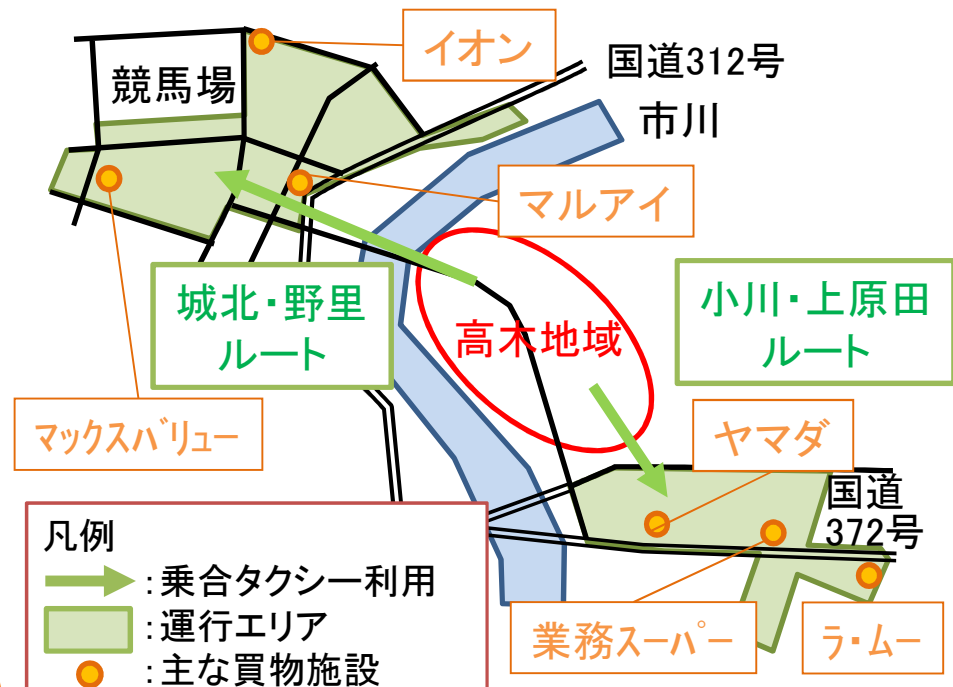 イオン
国道312号
競馬場
市川
マルアイ
城北・野里
ルート
小川・上原田
ルート
高木地域
マックスバリュー
ヤマダ
国道
372号
凡例
：乗合タクシー利用
：運行エリア
：主な買物施設
業務スーパー
ラ・ムー